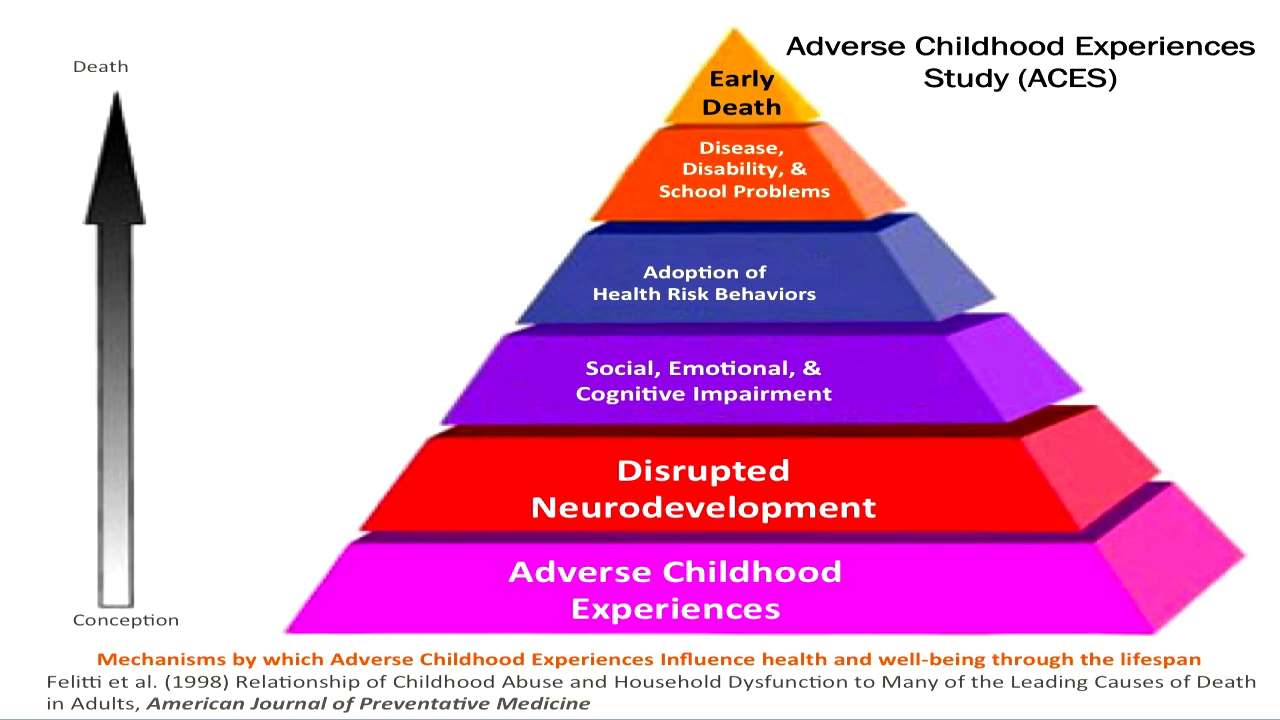 Adverse Childhood Experiences
Study (ACES)
Death
Early
Death
Disease,
Disability, &
School Problems
Adoption of
Health Risk Behaviors
Social, Emotional, &
Cognitive Impairment
Disrupted
Neurodevelopment
Adverse Childhood
Experiences
Conception
Mechanisms by which Adverse Childhood Experiences Influence health and well-being through the lifespan
Felitti et al. (1998) Relationship of Childhood Abuse and Household Dysfunction to Many of the Leading Causes of Death
in Adults, American Journal of Preventative Medicine